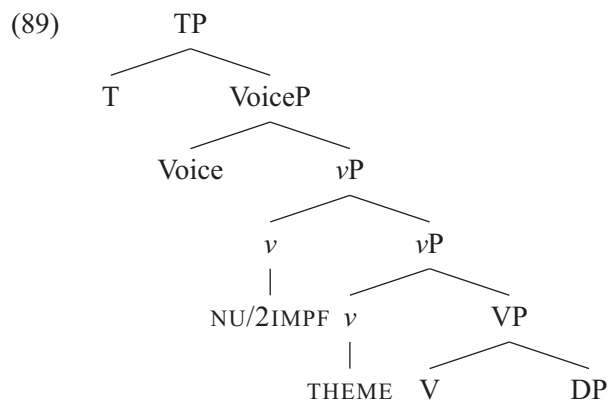 (89) TP
T VoiceP
Voice vP
v vP
NU/2IMPF v VP
THEME V DP